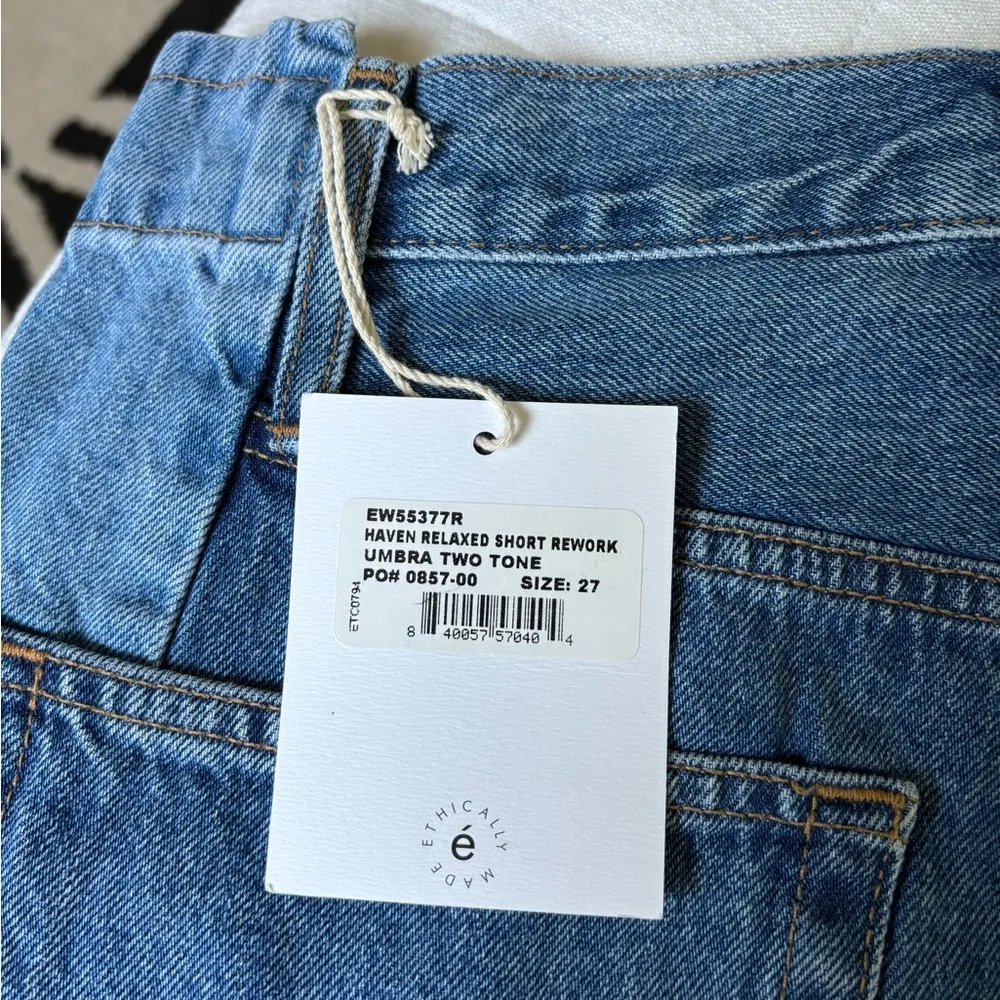 EW55377R
HAVEN RELAXED SHORT REWORK
UMBRA TWO TONE
PO# 0857-00 SIZE: 27
ETC0794
8 40057 57040 4
ETHICALLY MADE
é